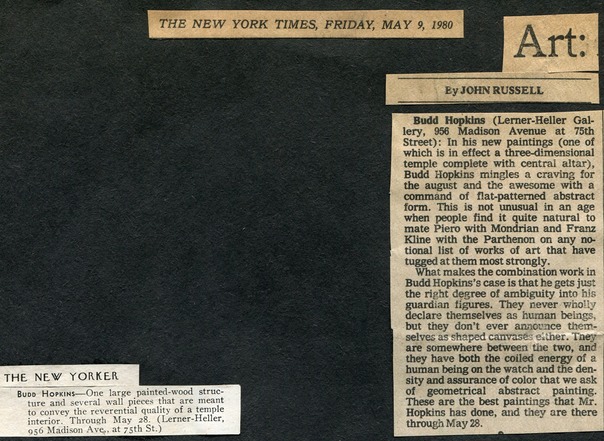 THE NEW YORK TIMES, FRIDAY, MAY 9, 1980
Art:
By JOHN RUSSELL
Budd Hopkins (Lerner-Heller Gal-
lery, 956 Madison Avenue at 75th
Street): In his new paintings (one of
which is in effect a three-dimensional
temple complete with central altar),
Budd Hopkins mingles a craving for
the august and the awesome with a
command of flat-patterned abstract
form. This is not unusual in an age
when people find it quite natural to
mate Piero with Mondrian and Franz
Kline with the Parthenon on any no-
tional list of works of art that have
tugged at them most strongly.
What makes the combination work in
Budd Hopkins's case is that he gets just
the right degree of ambiguity into his
guardian figures. They never wholly
declare themselves as human beings,
but they don't ever announce them-
selves as shaped canvases either. They
are somewhere between the two, and
they have both the coiled energy of a
human being on the watch and the den-
sity and assurance of color that we ask
of geometrical abstract painting.
These are the best paintings that Mr.
Hopkins has done, and they are there
through May 28.
THE NEW YORKER
BUDD HOPKINS—One large painted-wood struc-
ture and several wall pieces that are meant
to convey the reverential quality of a temple
interior. Through May 28. (Lerner-Heller,
956 Madison Ave., at 75th St.)